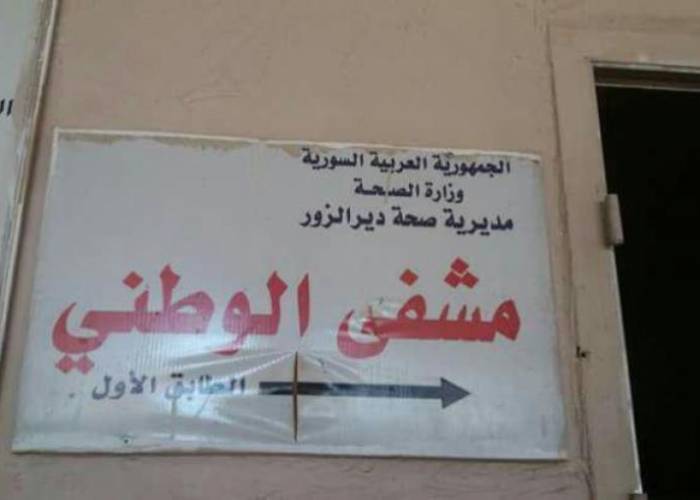 الجمهورية العربية السورية
وزارة الصحة
مديرية صحة ديرالزور
مشفى الوطني
الطابق الأول